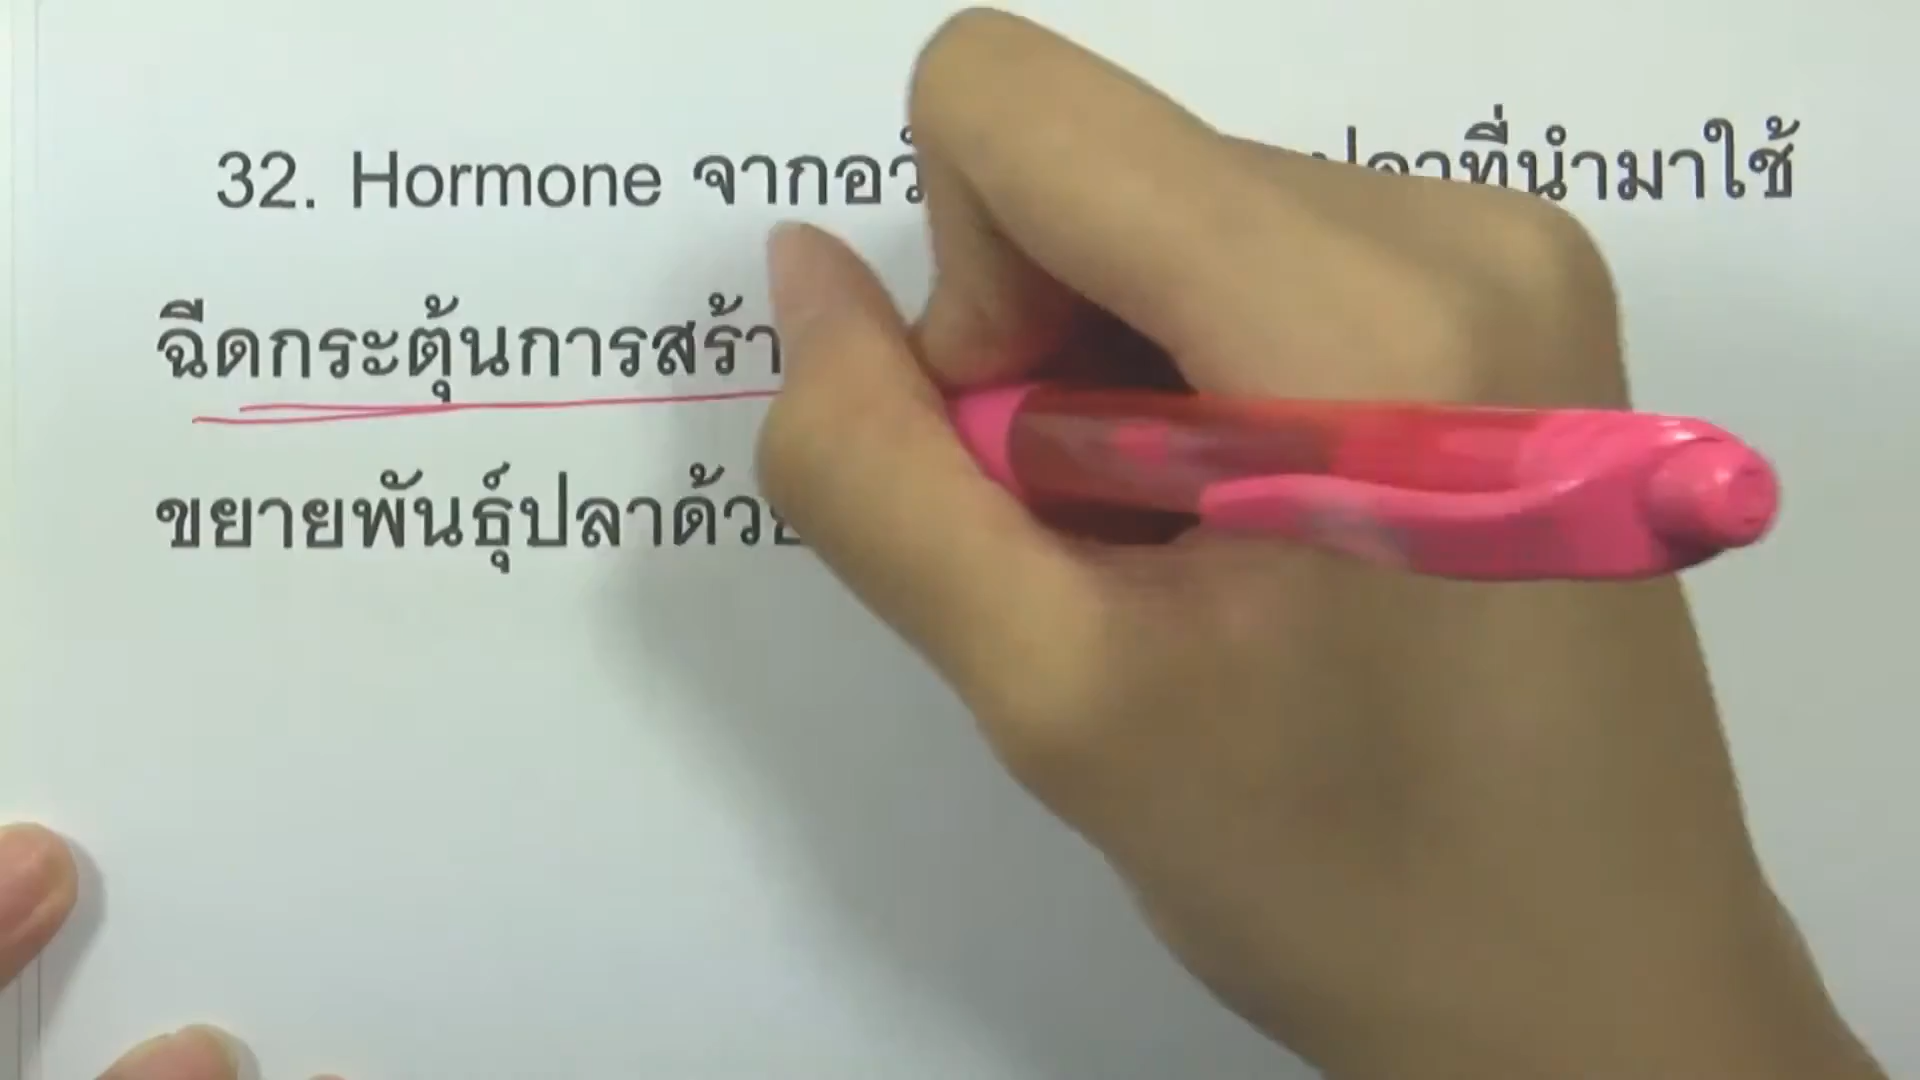 32. Hormone จาก ปลาที่นำมาใช้
ฉีดกระตุ้นการสร้า
ขยายพันธุ์ปลาด้วย